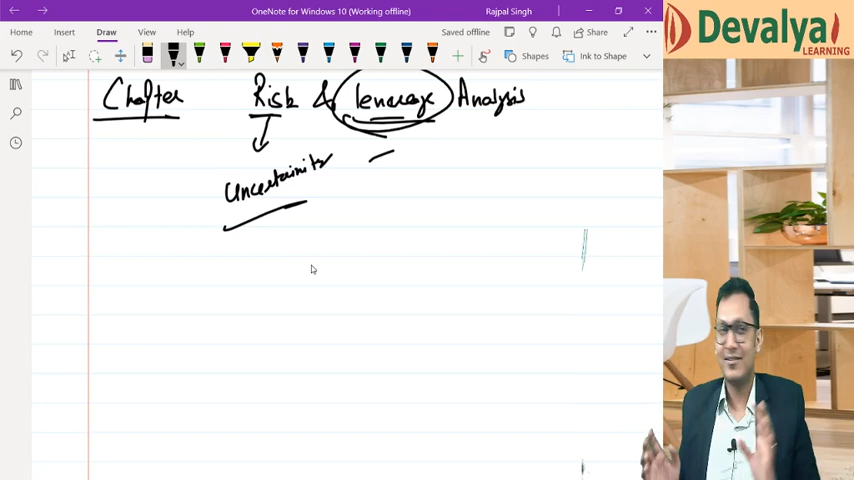 OneNote for Windows 10 (Working offline)
Rajpal Singh
Home Insert Draw View Help
Saved offline
Share
Shapes
Ink to Shape
Devalya
LEARNING
Chapter Risk & leverage Analysis
Uncertainity